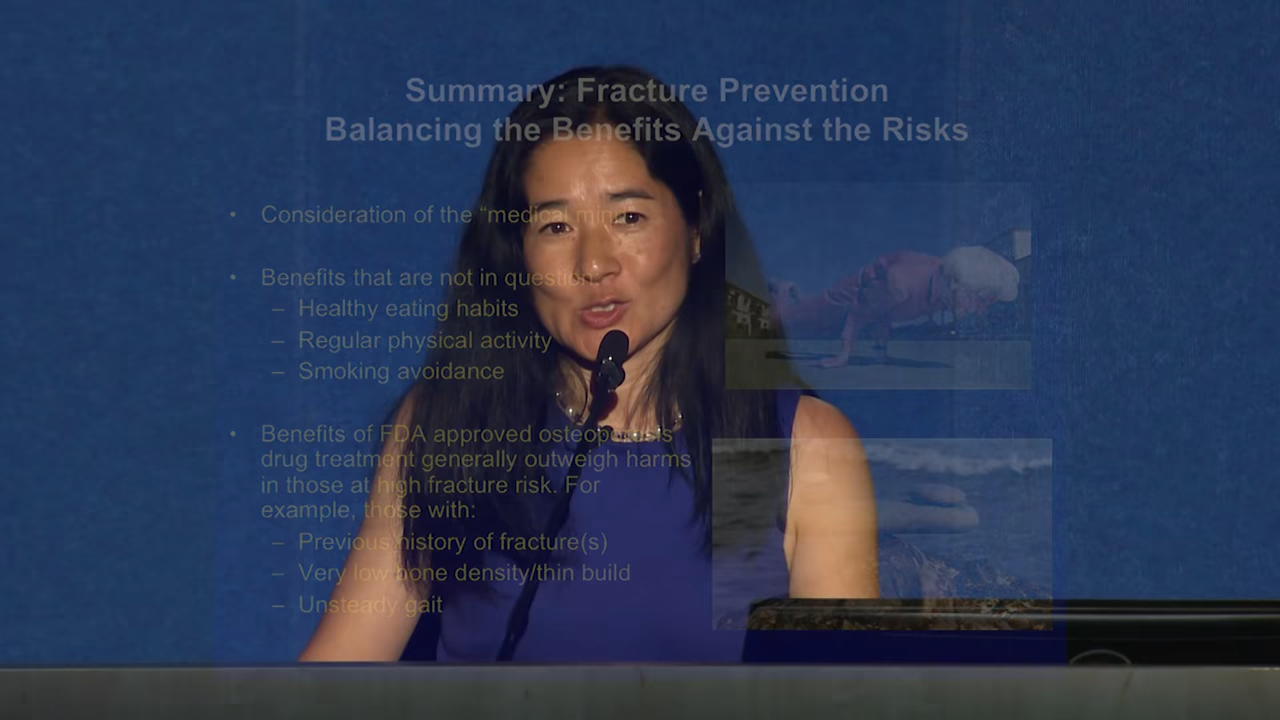 Summary: Fracture Prevention
Balancing the Benefits Against the Risks
• Consideration of the “medical
• Benefits that are not in question
– Healthy eating habits
– Regular physical activity
– Smoking avoidance
• Benefits of FDA approved osteoporosis
drug treatment generally outweigh harms
in those at high fracture risk. For
example, those with:
– Previous history of fracture(s)
– Very low bone density/thin build
– Unsteady gait